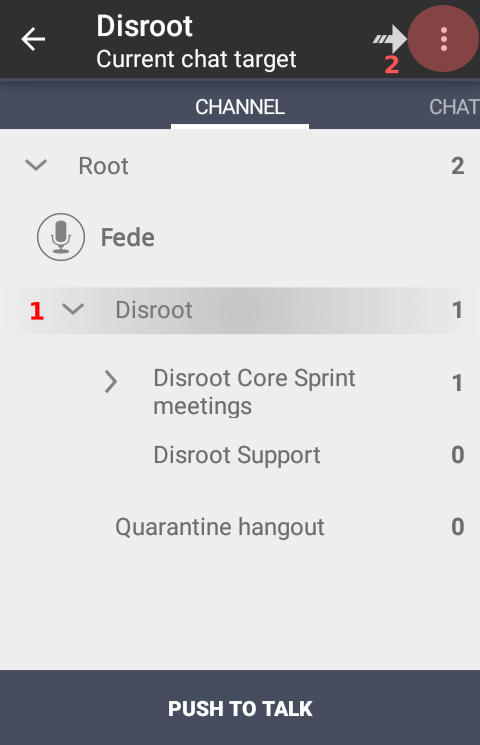 Disroot
Current chat target
2
CHANNEL
CHAT
Root 2
Fede
1 Disroot 1
Disroot Core Sprint 1
meetings
Disroot Support 0
Quarantine hangout 0
PUSH TO TALK